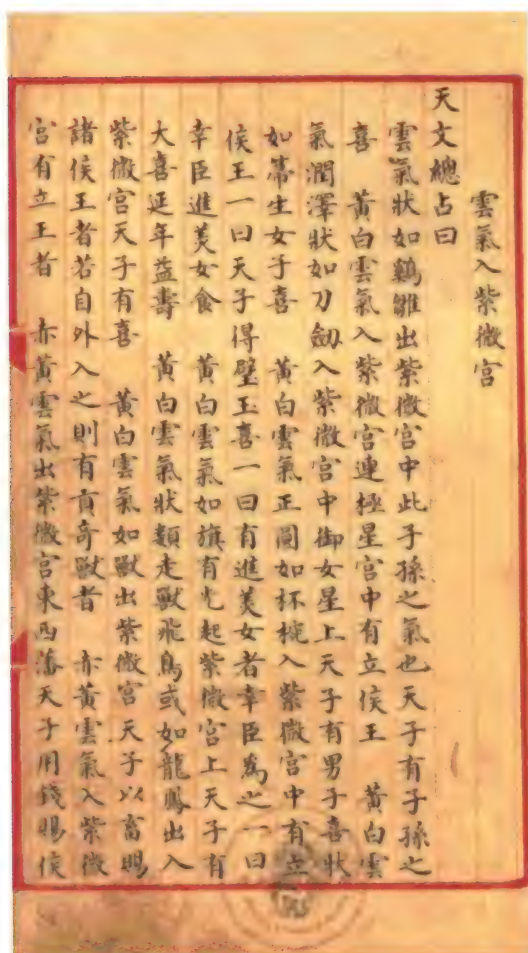 雲氣入紫微宮
天文總占曰
雲氣狀如鷄雛出紫微宮中此子孫之氣也天子有子孫之
喜　黃白雲氣入紫微宮連極星宮中有立侯王　黃白雲
氣潤澤狀如刀劒入紫微宮中御女星上天子有男子喜狀
如箒生女子喜　黃白雲氣正圓如杯椀入紫微宮中有立
侯王一曰天子得璧玉喜一曰有進美女者幸臣爲之一曰
幸臣進美女食　黃白雲氣如旗有光起紫微宮上天子有
大喜延年益壽　黃白雲氣狀類走獸飛鳥或如龍鳳出入
紫微宮天子有喜　黃白雲氣如獸出紫微宮天子以畜賜
諸侯王者若自外入之則有貢奇獸者　赤黃雲氣入紫微
宮有立王者　赤黃雲氣出紫微宮東西藩天子用錢賜侯